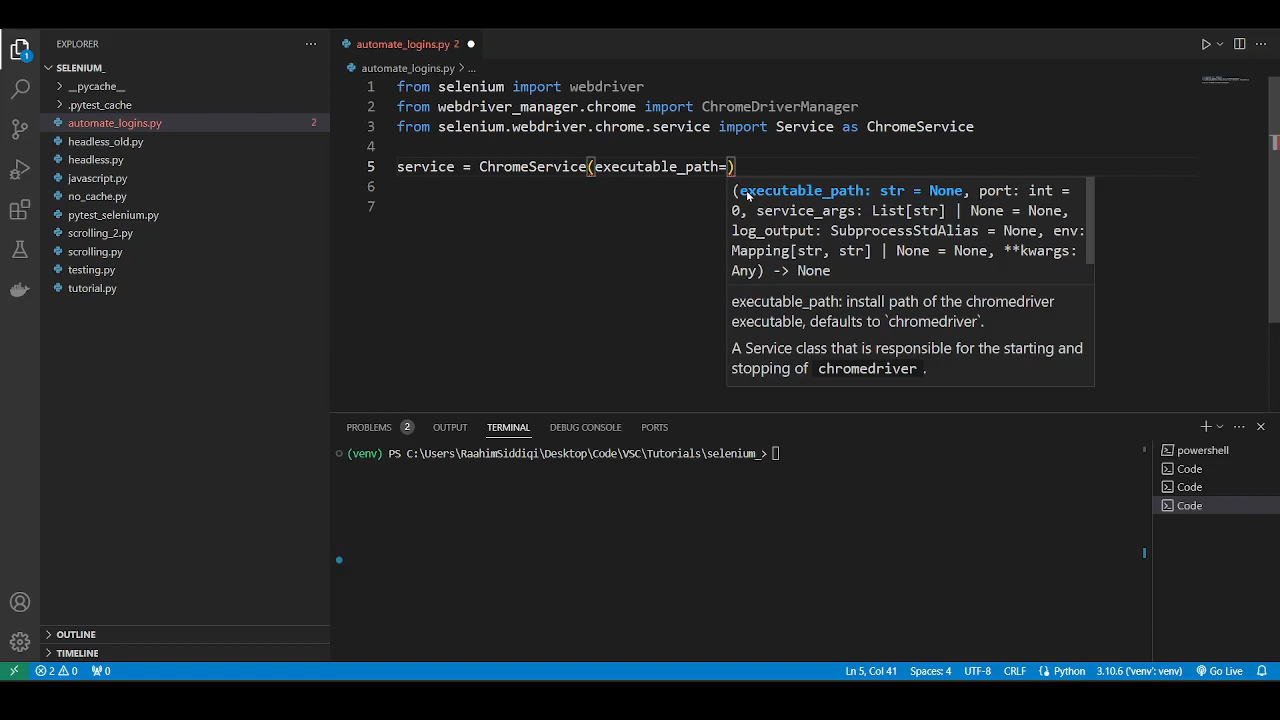 EXPLORER
SELENIUM_
__pycache__
.pytest_cache
automate_logins.py 2
headless_old.py
headless.py
javascript.py
no_cache.py
pytest_selenium.py
scrolling_2.py
scrolling.py
testing.py
tutorial.py
OUTLINE
TIMELINE
1
automate_logins.py 2
automate_logins.py > ...
1 from selenium import webdriver
2 from webdriver_manager.chrome import ChromeDriverManager
3 from selenium.webdriver.chrome.service import Service as ChromeService
4
5 service = ChromeService(executable_path=)
6
7
(executable_path: str = None, port: int =
0, service_args: List[str] | None = None,
log_output: SubprocessStdAlias = None, env:
Mapping[str, str] | None = None, **kwargs:
Any) -> None
executable_path: install path of the chromedriver
executable, defaults to `chromedriver`.
A Service class that is responsible for the starting and
stopping of chromedriver .
PROBLEMS 2 OUTPUT TERMINAL DEBUG CONSOLE PORTS
(venv) PS C:\Users\RaahimSiddiqi\Desktop\Code\VSC\Tutorials\selenium_>
powershell
Code
Code
Code
2 0 0 Ln 5, Col 41 Spaces: 4 UTF-8 CRLF Python 3.10.6 ('venv': venv) Go Live